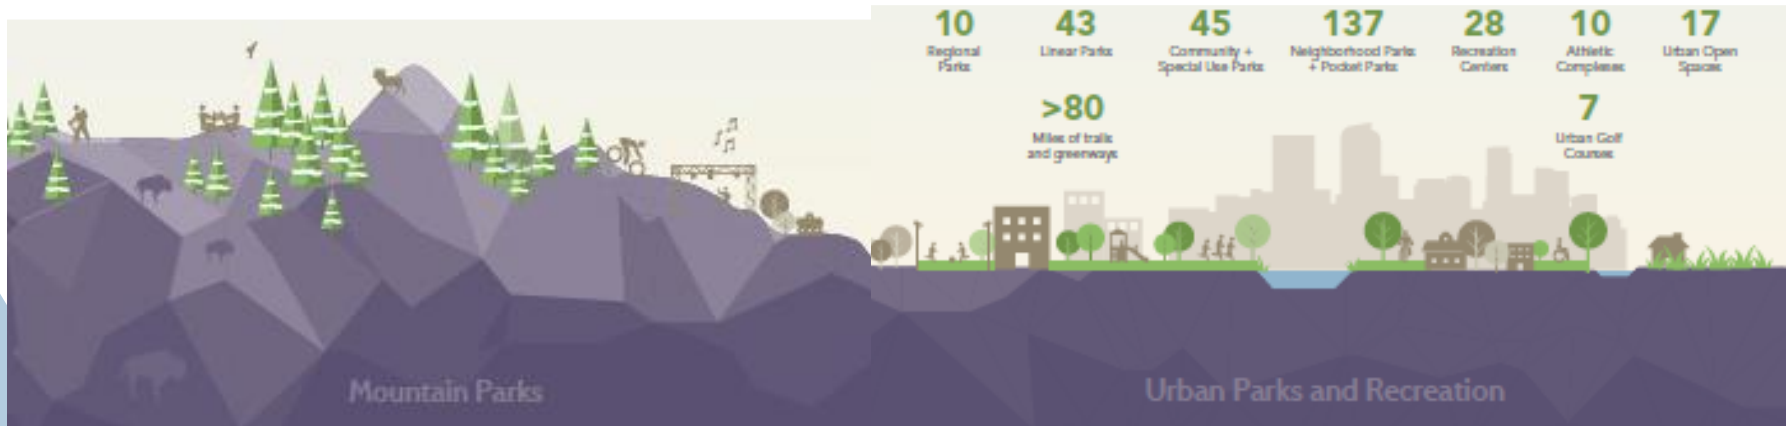 10 43 45 137 28 10 17
Regional Linear Parks Community + Neighborhood Parks Recreation Athletic Urban Open
Parks Special Use Parks + Pocket Parks Centers Complexes Spaces
>80 7
Miles of trails Urban Golf
and greenways Courses
Mountain Parks Urban Parks and Recreation